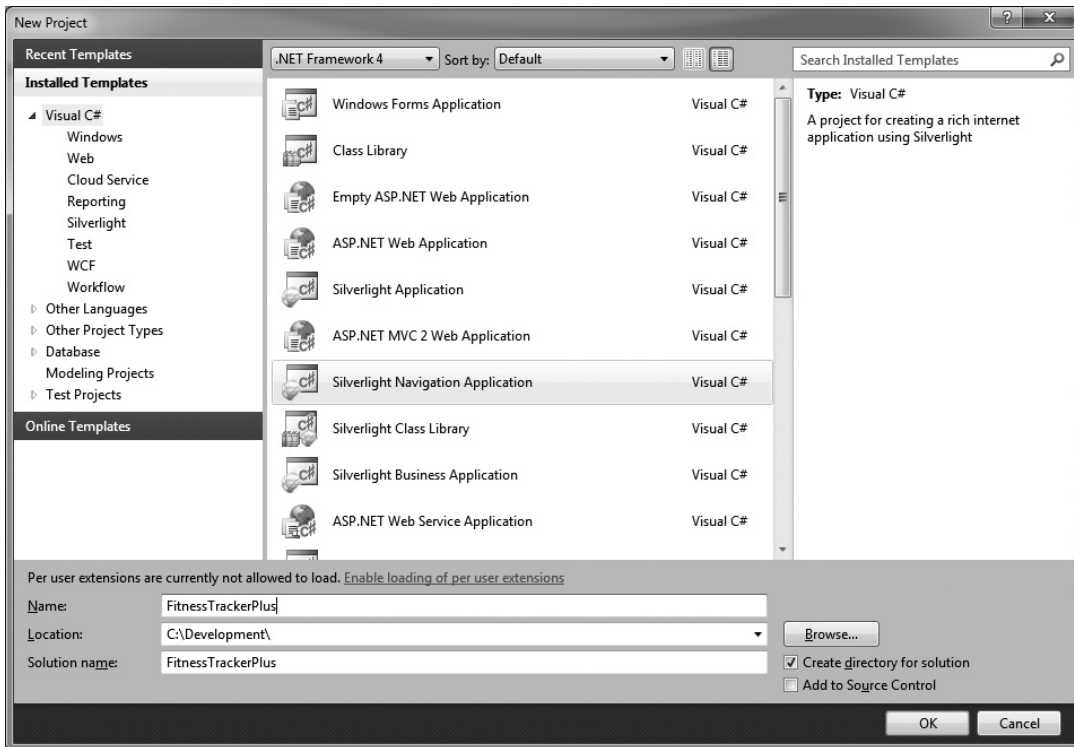 New Project
Recent Templates
Installed Templates
Visual C#
Windows
Web
Cloud Service
Reporting
Silverlight
Test
WCF
Workflow
Other Languages
Other Project Types
Database
Modeling Projects
Test Projects
Online Templates
.NET Framework 4
Sort by: Default
Windows Forms Application Visual C#
Class Library Visual C#
Empty ASP.NET Web Application Visual C#
ASP.NET Web Application Visual C#
Silverlight Application Visual C#
ASP.NET MVC 2 Web Application Visual C#
Silverlight Navigation Application Visual C#
Silverlight Class Library Visual C#
Silverlight Business Application Visual C#
ASP.NET Web Service Application Visual C#
Search Installed Templates
Type: Visual C#
A project for creating a rich internet
application using Silverlight
Per user extensions are currently not allowed to load. Enable loading of per user extensions
Name: FitnessTrackerPlus
Location: C:\Development\
Browse...
Solution name: FitnessTrackerPlus
Create directory for solution
Add to Source Control
OK
Cancel